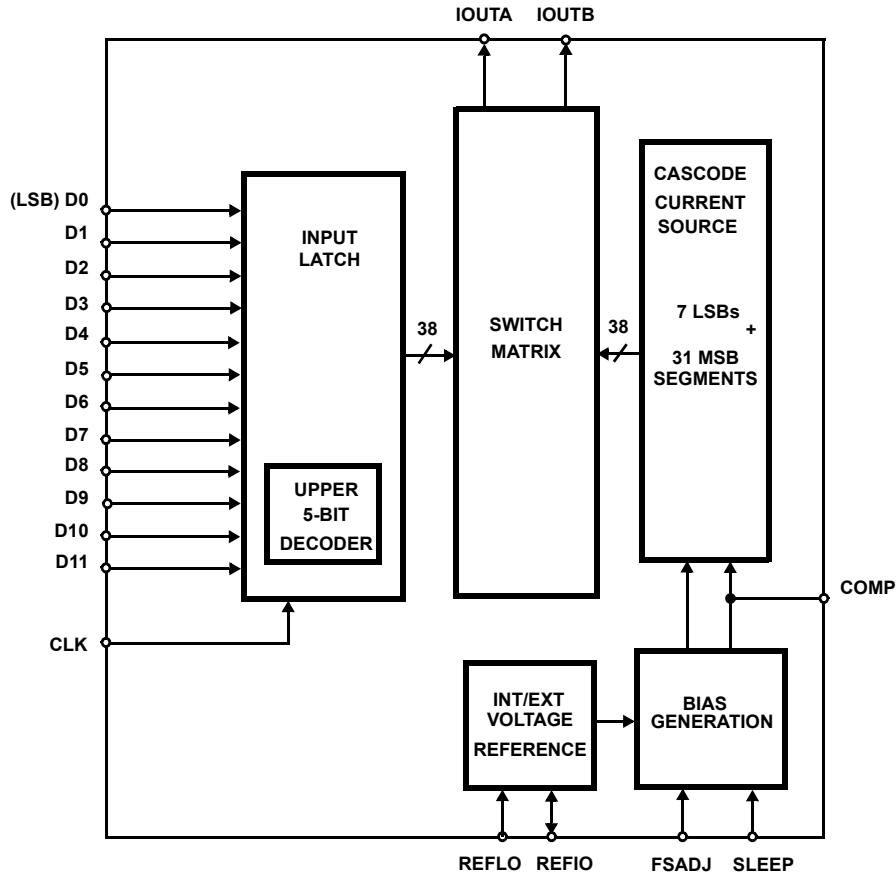 IOUTA IOUTB
(LSB) D0
D1
D2
D3
D4
D5
D6
D7
D8
D9
D10
D11
CLK
INPUT
LATCH
UPPER
5-BIT
DECODER
38
SWITCH
MATRIX
38
CASCODE
CURRENT
SOURCE
7 LSBs
+
31 MSB
SEGMENTS
COMP
INT/EXT
VOLTAGE
REFERENCE
BIAS
GENERATION
REFLO REFIO FSADJ SLEEP